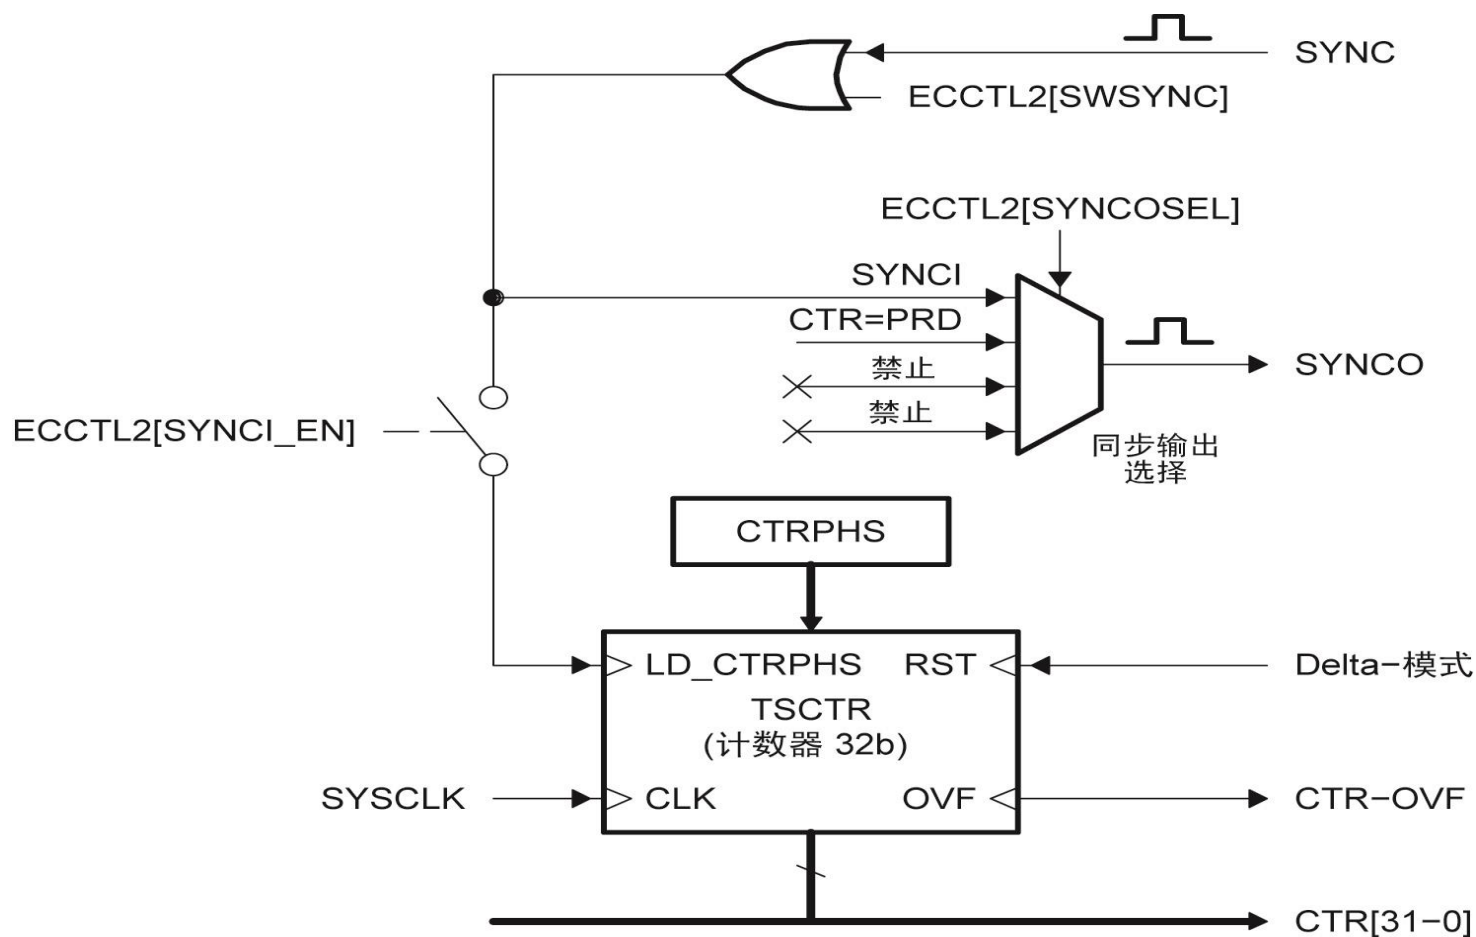 SYNC
ECCTL2[SWSYNC]
ECCTL2[SYNCOSEL]
SYNCI
CTR=PRD
禁止
SYNCO
禁止
ECCTL2[SYNCI_EN]
同步输出
选择
CTRPHS
LD_CTRPHS
RST
Delta-模式
TSCTR
(计数器 32b)
SYSCLK
CLK
OVF
CTR-OVF
CTR[31-0]